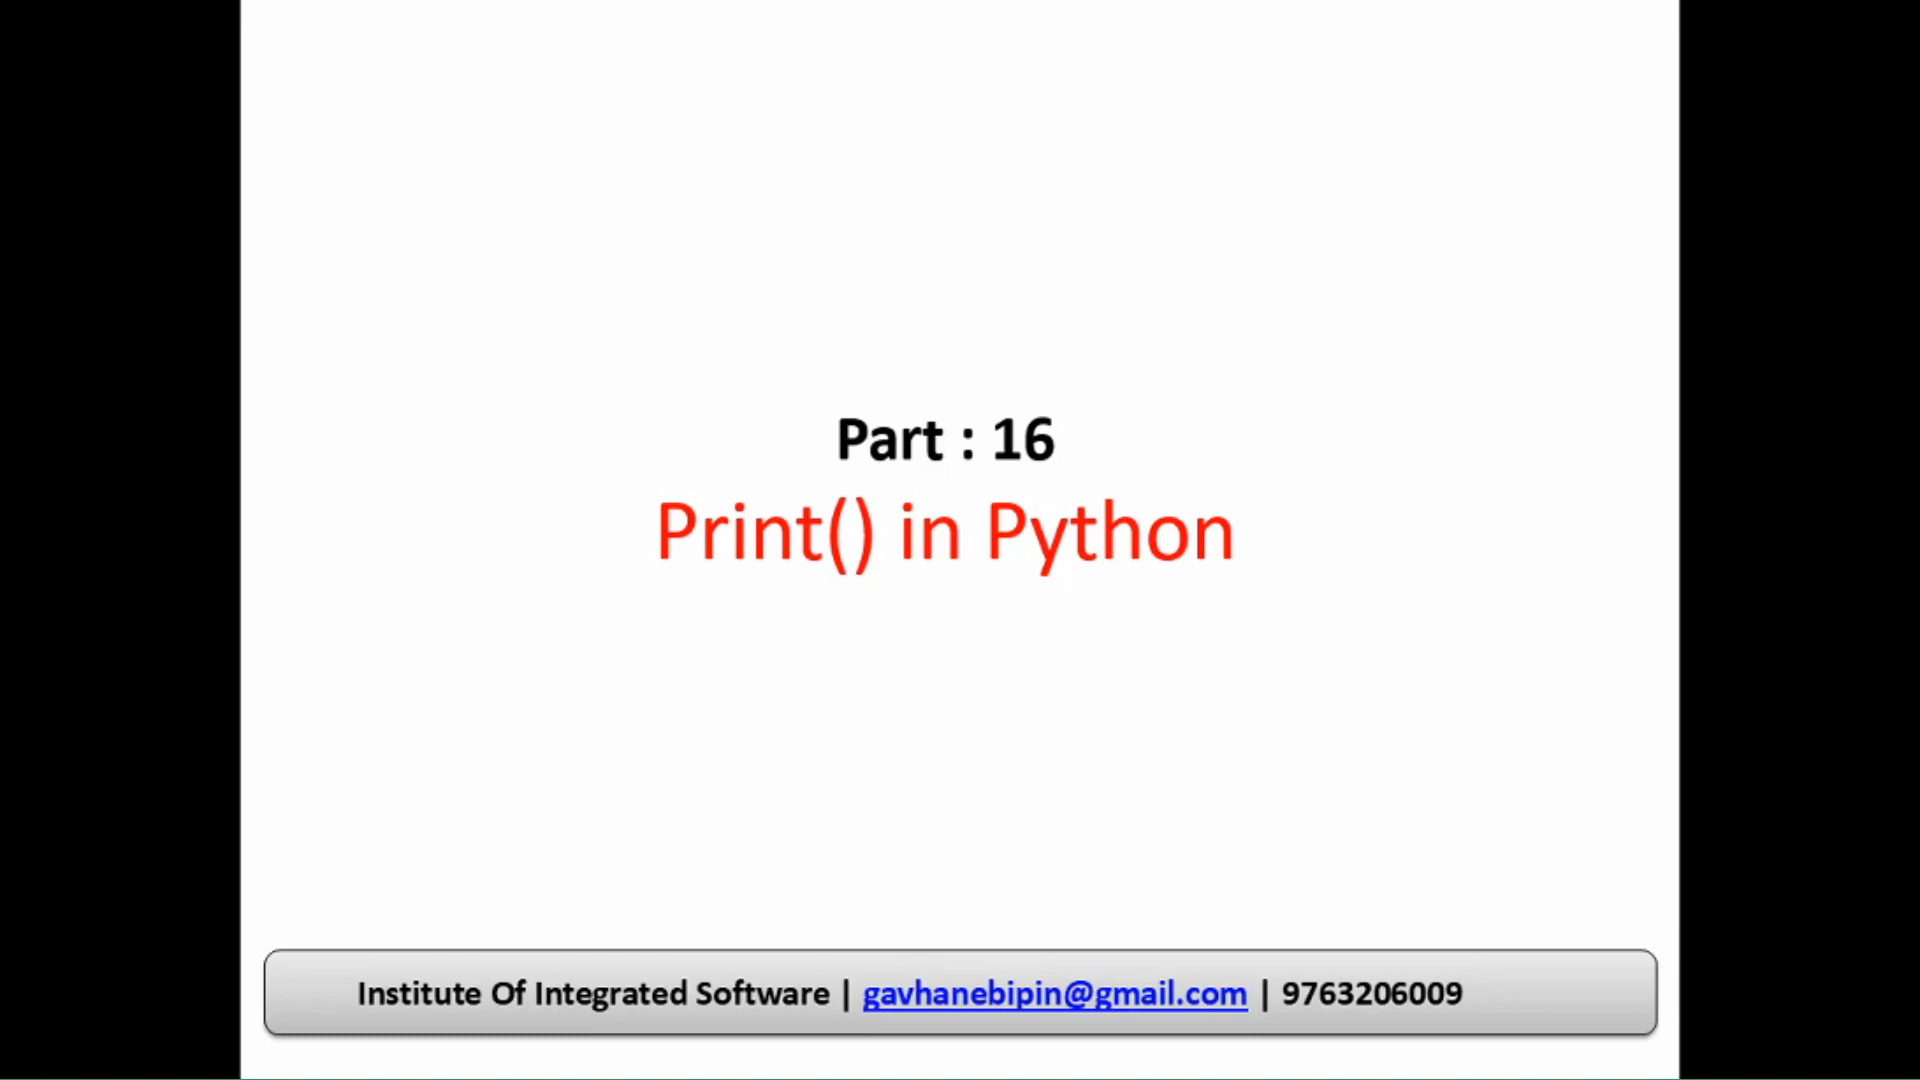 Part : 16
Print() in Python
Institute Of Integrated Software | gavhanebipin@gmail.com | 9763206009